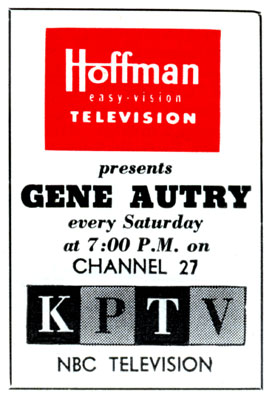 Hoffman
easy-vision
TELEVISION
presents
GENE AUTRY
every Saturday
at 7:00 P.M. on
CHANNEL 27
KPTV
NBC TELEVISION